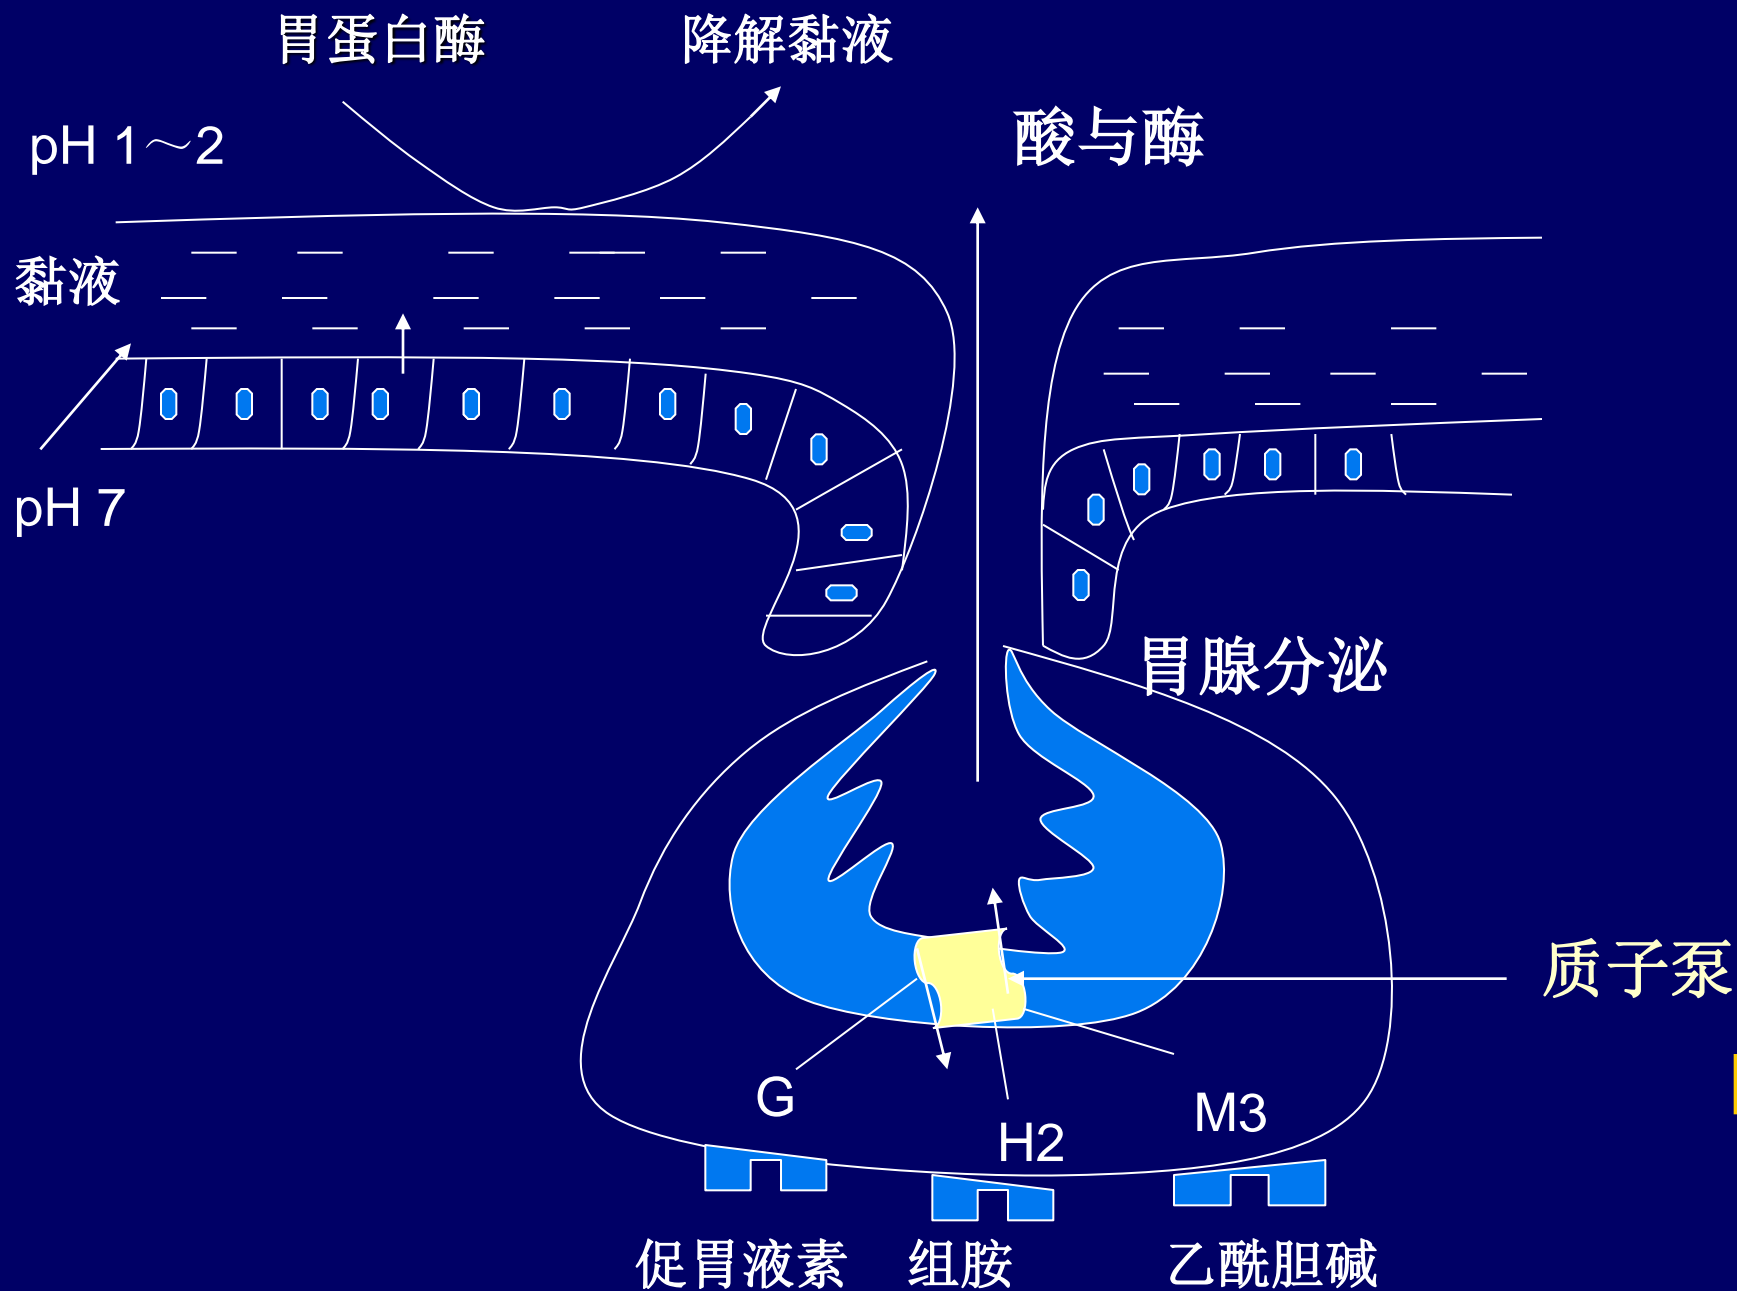 胃蛋白酶
降解黏液
酸与酶
pH 1～2
黏液
pH 7
胃腺分泌
质子泵
G
H2
M3
促胃液素
组胺
乙酰胆碱